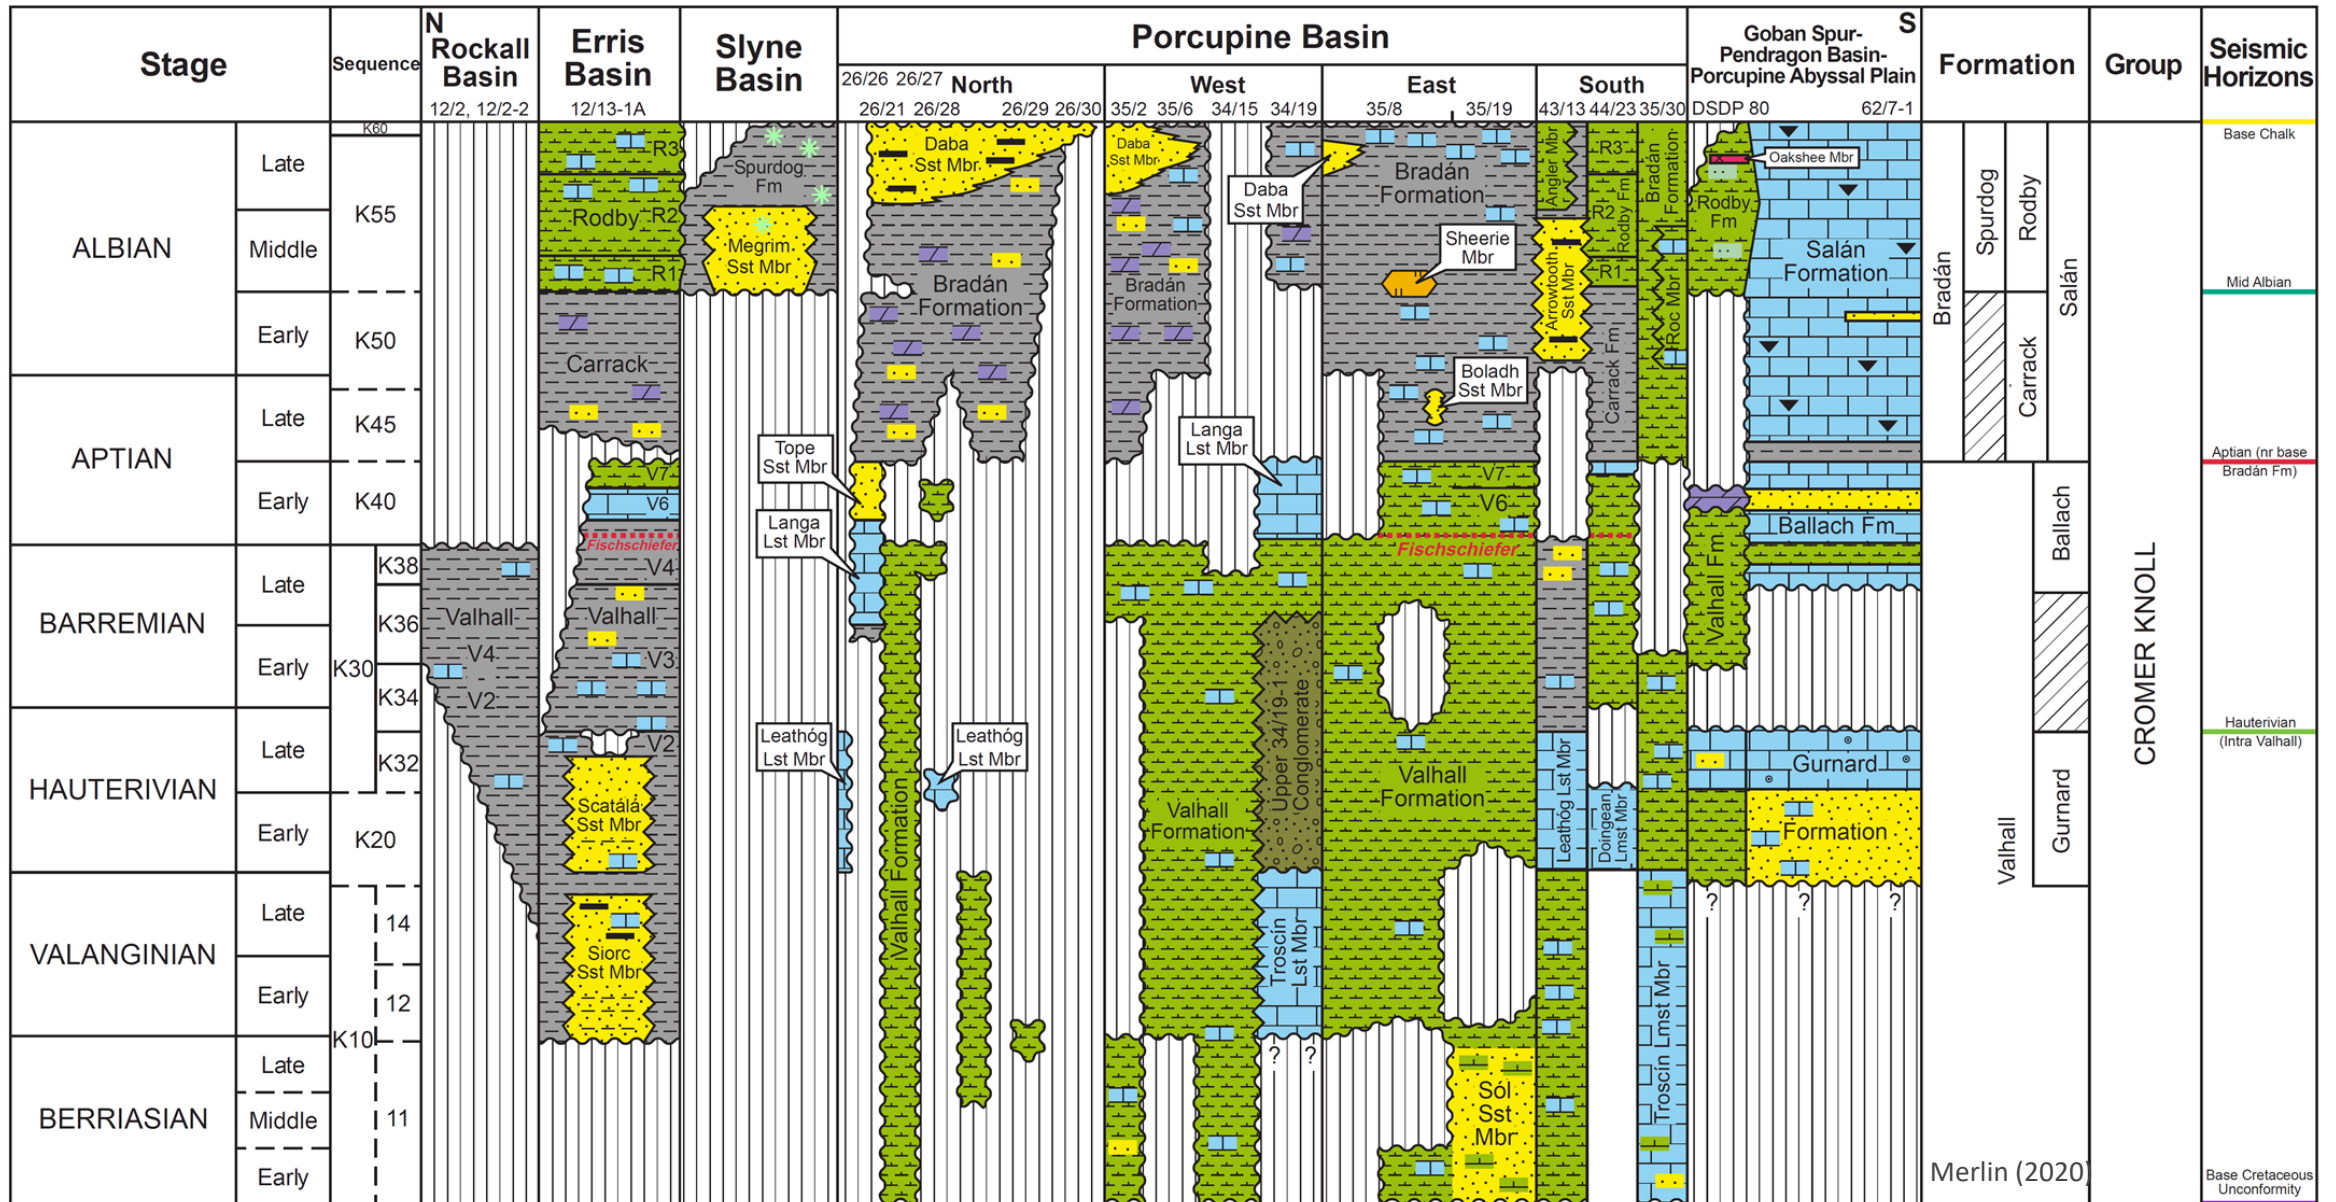 Stage
Sequence
N
Rockall
Basin
12/2, 12/2-2
Erris
Basin
12/13-1A
Slyne
Basin
Porcupine Basin
26/26 26/27
North
26/21 26/28
26/29 26/30
West
35/2 35/6 34/15 34/19
East
35/8 35/19
South
43/13 44/23 35/30
S
Goban Spur-
Pendragon Basin-
Porcupine Abyssal Plain
DSDP 80 62/7-1
Formation
Group
Seismic
Horizons
ALBIAN
Late
Middle
Early
APTIAN
Late
Early
BARREMIAN
Late
Early
HAUTERIVIAN
Late
Early
VALANGINIAN
Late
Early
BERRIASIAN
Late
Middle
Early
K60
K55
K50
K45
K40
K38
K36
K30
K34
K32
K20
14
12
K10
11
Valhall
V4
V2
R3
Rodby R2
R1
Carrack
V7
V6
Fischschiefer
V4
Valhall
V3
V2
Scatálá
Sst Mbr
Siorc
Sst Mbr
Spurdog
Fm
Megrim
Sst Mbr
Tope
Sst Mbr
Langa
Lst Mbr
Leathóg
Lst Mbr
Daba
Sst Mbr
Bradán
Formation
Leathóg
Lst Mbr
Valhall Formation
Daba
Sst Mbr
Bradán
Formation
Langa
Lst Mbr
Valhall
Formation
Upper 34/19-1
Conglomerate
Troscín
Lst Mbr
? ?
Daba
Sst Mbr
Bradán
Formation
Sheerie
Mbr
Boladh
Sst Mbr
V7
V6
Fischschiefer
Valhall
Formation
Sól
Sst
Mbr
Angler Mbr
Arrowtooth
Sst Mbr
Leathóg Lst Mbr
R3
R2
Rodby Fm
R1
Carrack Fm
Doingean
Lmst Mbr
Bradán
Formation
Roc Mbr
Troscín Lmst Mbr
Oakshee Mbr
Rodby
Fm
Salán
Formation
Ballach Fm
Valhall Fm
Gurnard
Formation
? ? ?
Bradán
Spurdog
Rodby
Carrack
Salán
Valhall
Ballach
Gurnard
CROMER KNOLL
Base Chalk
Mid Albian
Aptian (nr base
Bradán Fm)
Hauterivian
(Intra Valhall)
Base Cretaceous
Unconformity
Merlin (2020)